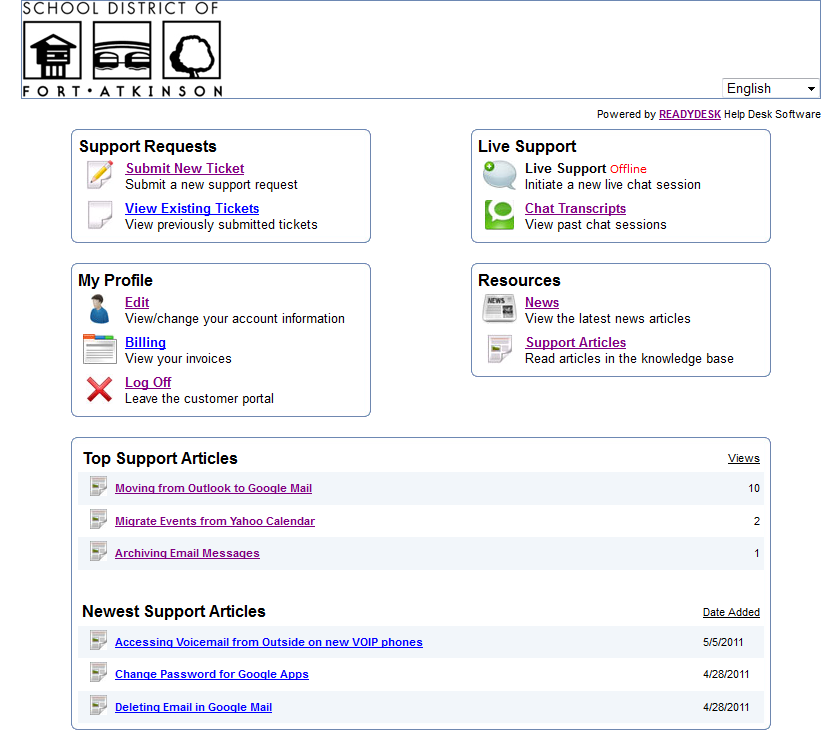 SCHOOL DISTRICT OF
FORT•ATKINSON
English
Powered by READYDESK Help Desk Software
Support Requests
Submit New Ticket
Submit a new support request
View Existing Tickets
View previously submitted tickets
Live Support
Live Support Offline
Initiate a new live chat session
Chat Transcripts
View past chat sessions
My Profile
Edit
View/change your account information
Billing
View your invoices
Log Off
Leave the customer portal
Resources
NEWS
News
View the latest news articles
Support Articles
Read articles in the knowledge base
Top Support Articles Views
Moving from Outlook to Google Mail 10
Migrate Events from Yahoo Calendar 2
Archiving Email Messages 1
Newest Support Articles Date Added
Accessing Voicemail from Outside on new VOIP phones 5/5/2011
Change Password for Google Apps 4/28/2011
Deleting Email in Google Mail 4/28/2011